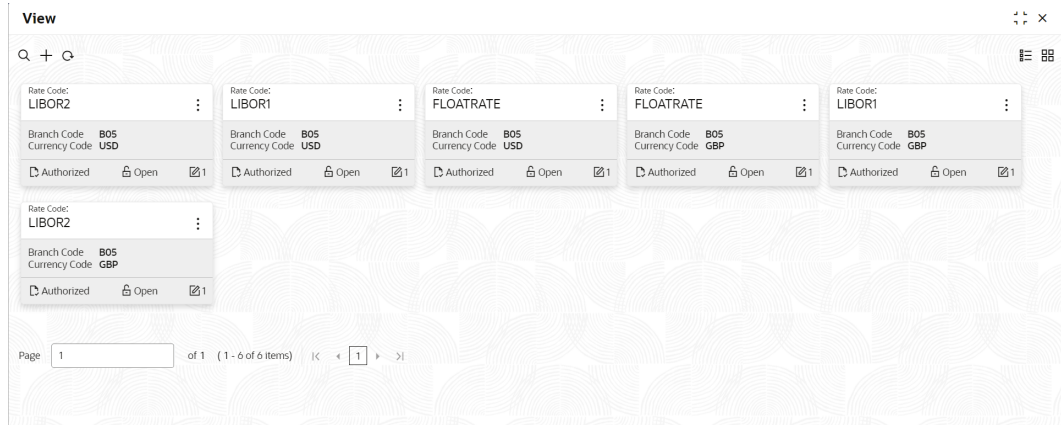 View
Rate Code:
LIBOR2
Branch Code B05
Currency Code USD
Authorized Open 1
Rate Code:
LIBOR1
Branch Code B05
Currency Code USD
Authorized Open 1
Rate Code:
FLOATRATE
Branch Code B05
Currency Code USD
Authorized Open 1
Rate Code:
FLOATRATE
Branch Code B05
Currency Code GBP
Authorized Open 1
Rate Code:
LIBOR1
Branch Code B05
Currency Code GBP
Authorized Open 1
Rate Code:
LIBOR2
Branch Code B05
Currency Code GBP
Authorized Open 1
Page 1 of 1 ( 1 - 6 of 6 items) 1